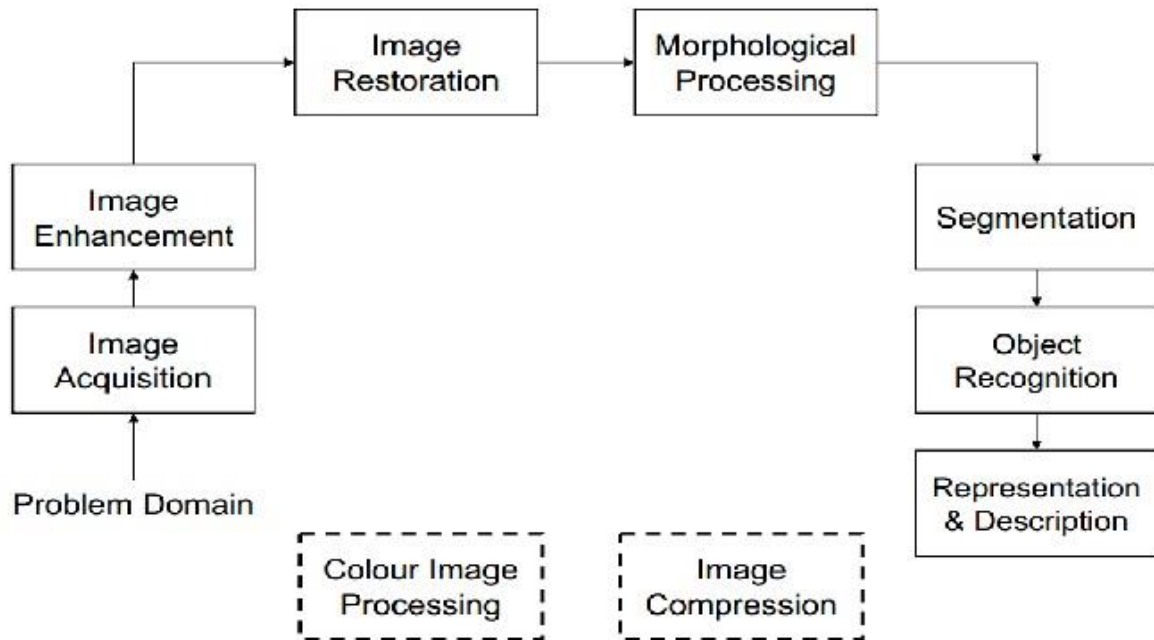 Problem Domain
Image
Acquisition
Image
Enhancement
Image
Restoration
Morphological
Processing
Segmentation
Object
Recognition
Representation
& Description
Colour Image
Processing
Image
Compression